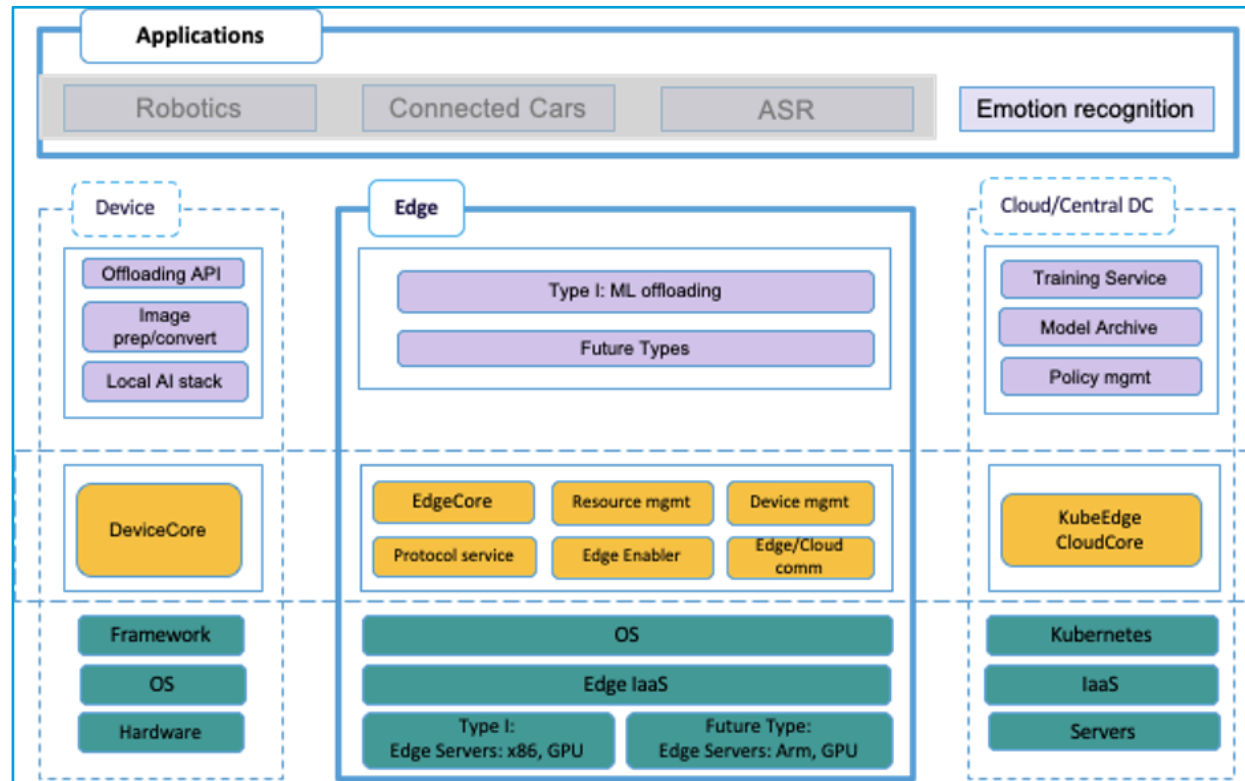 Applications
Robotics
Connected Cars
ASR
Emotion recognition
Device
Offloading API
Image
prep/convert
Local AI stack
DeviceCore
Framework
OS
Hardware
Edge
Type I: ML offloading
Future Types
EdgeCore
Resource mgmt
Device mgmt
Protocol service
Edge Enabler
Edge/Cloud
comm
OS
Edge IaaS
Type I:
Edge Servers: x86, GPU
Future Type:
Edge Servers: Arm, GPU
Cloud/Central DC
Training Service
Model Archive
Policy mgmt
KubeEdge
CloudCore
Kubernetes
IaaS
Servers